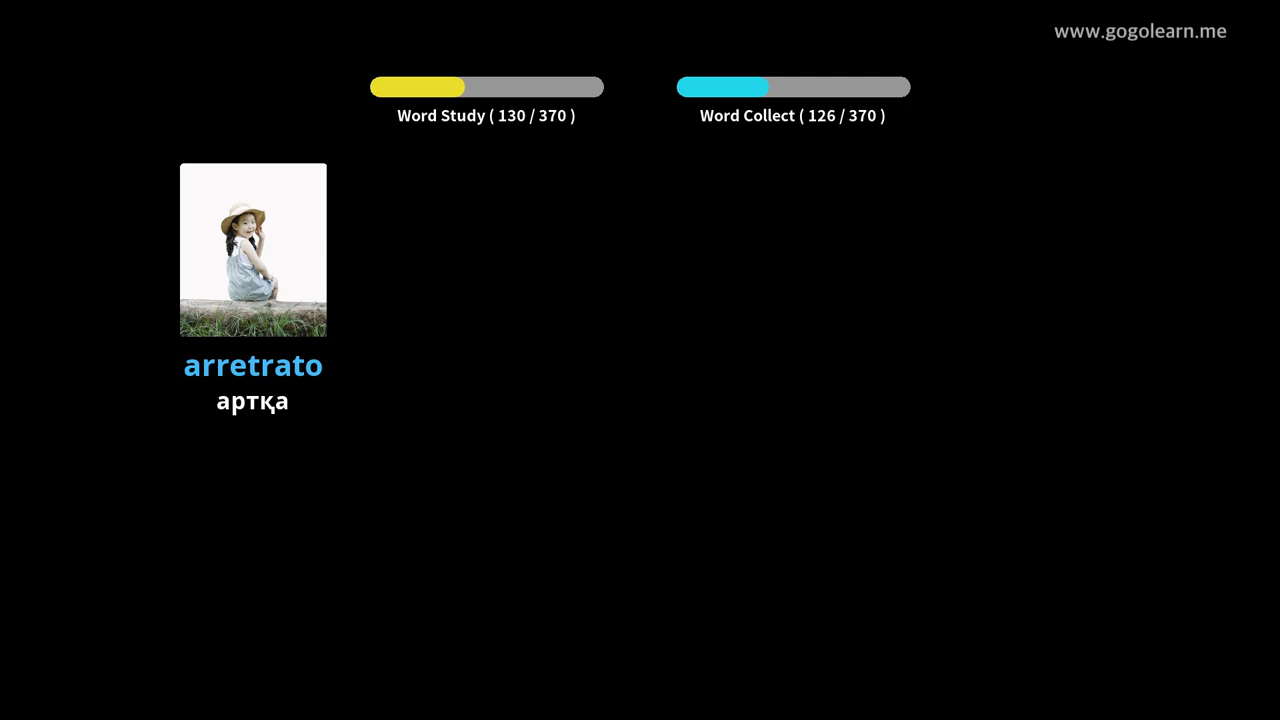 www.gogolearn.me
Word Study ( 130 / 370 )
Word Collect ( 126 / 370 )
arretrato
артқа